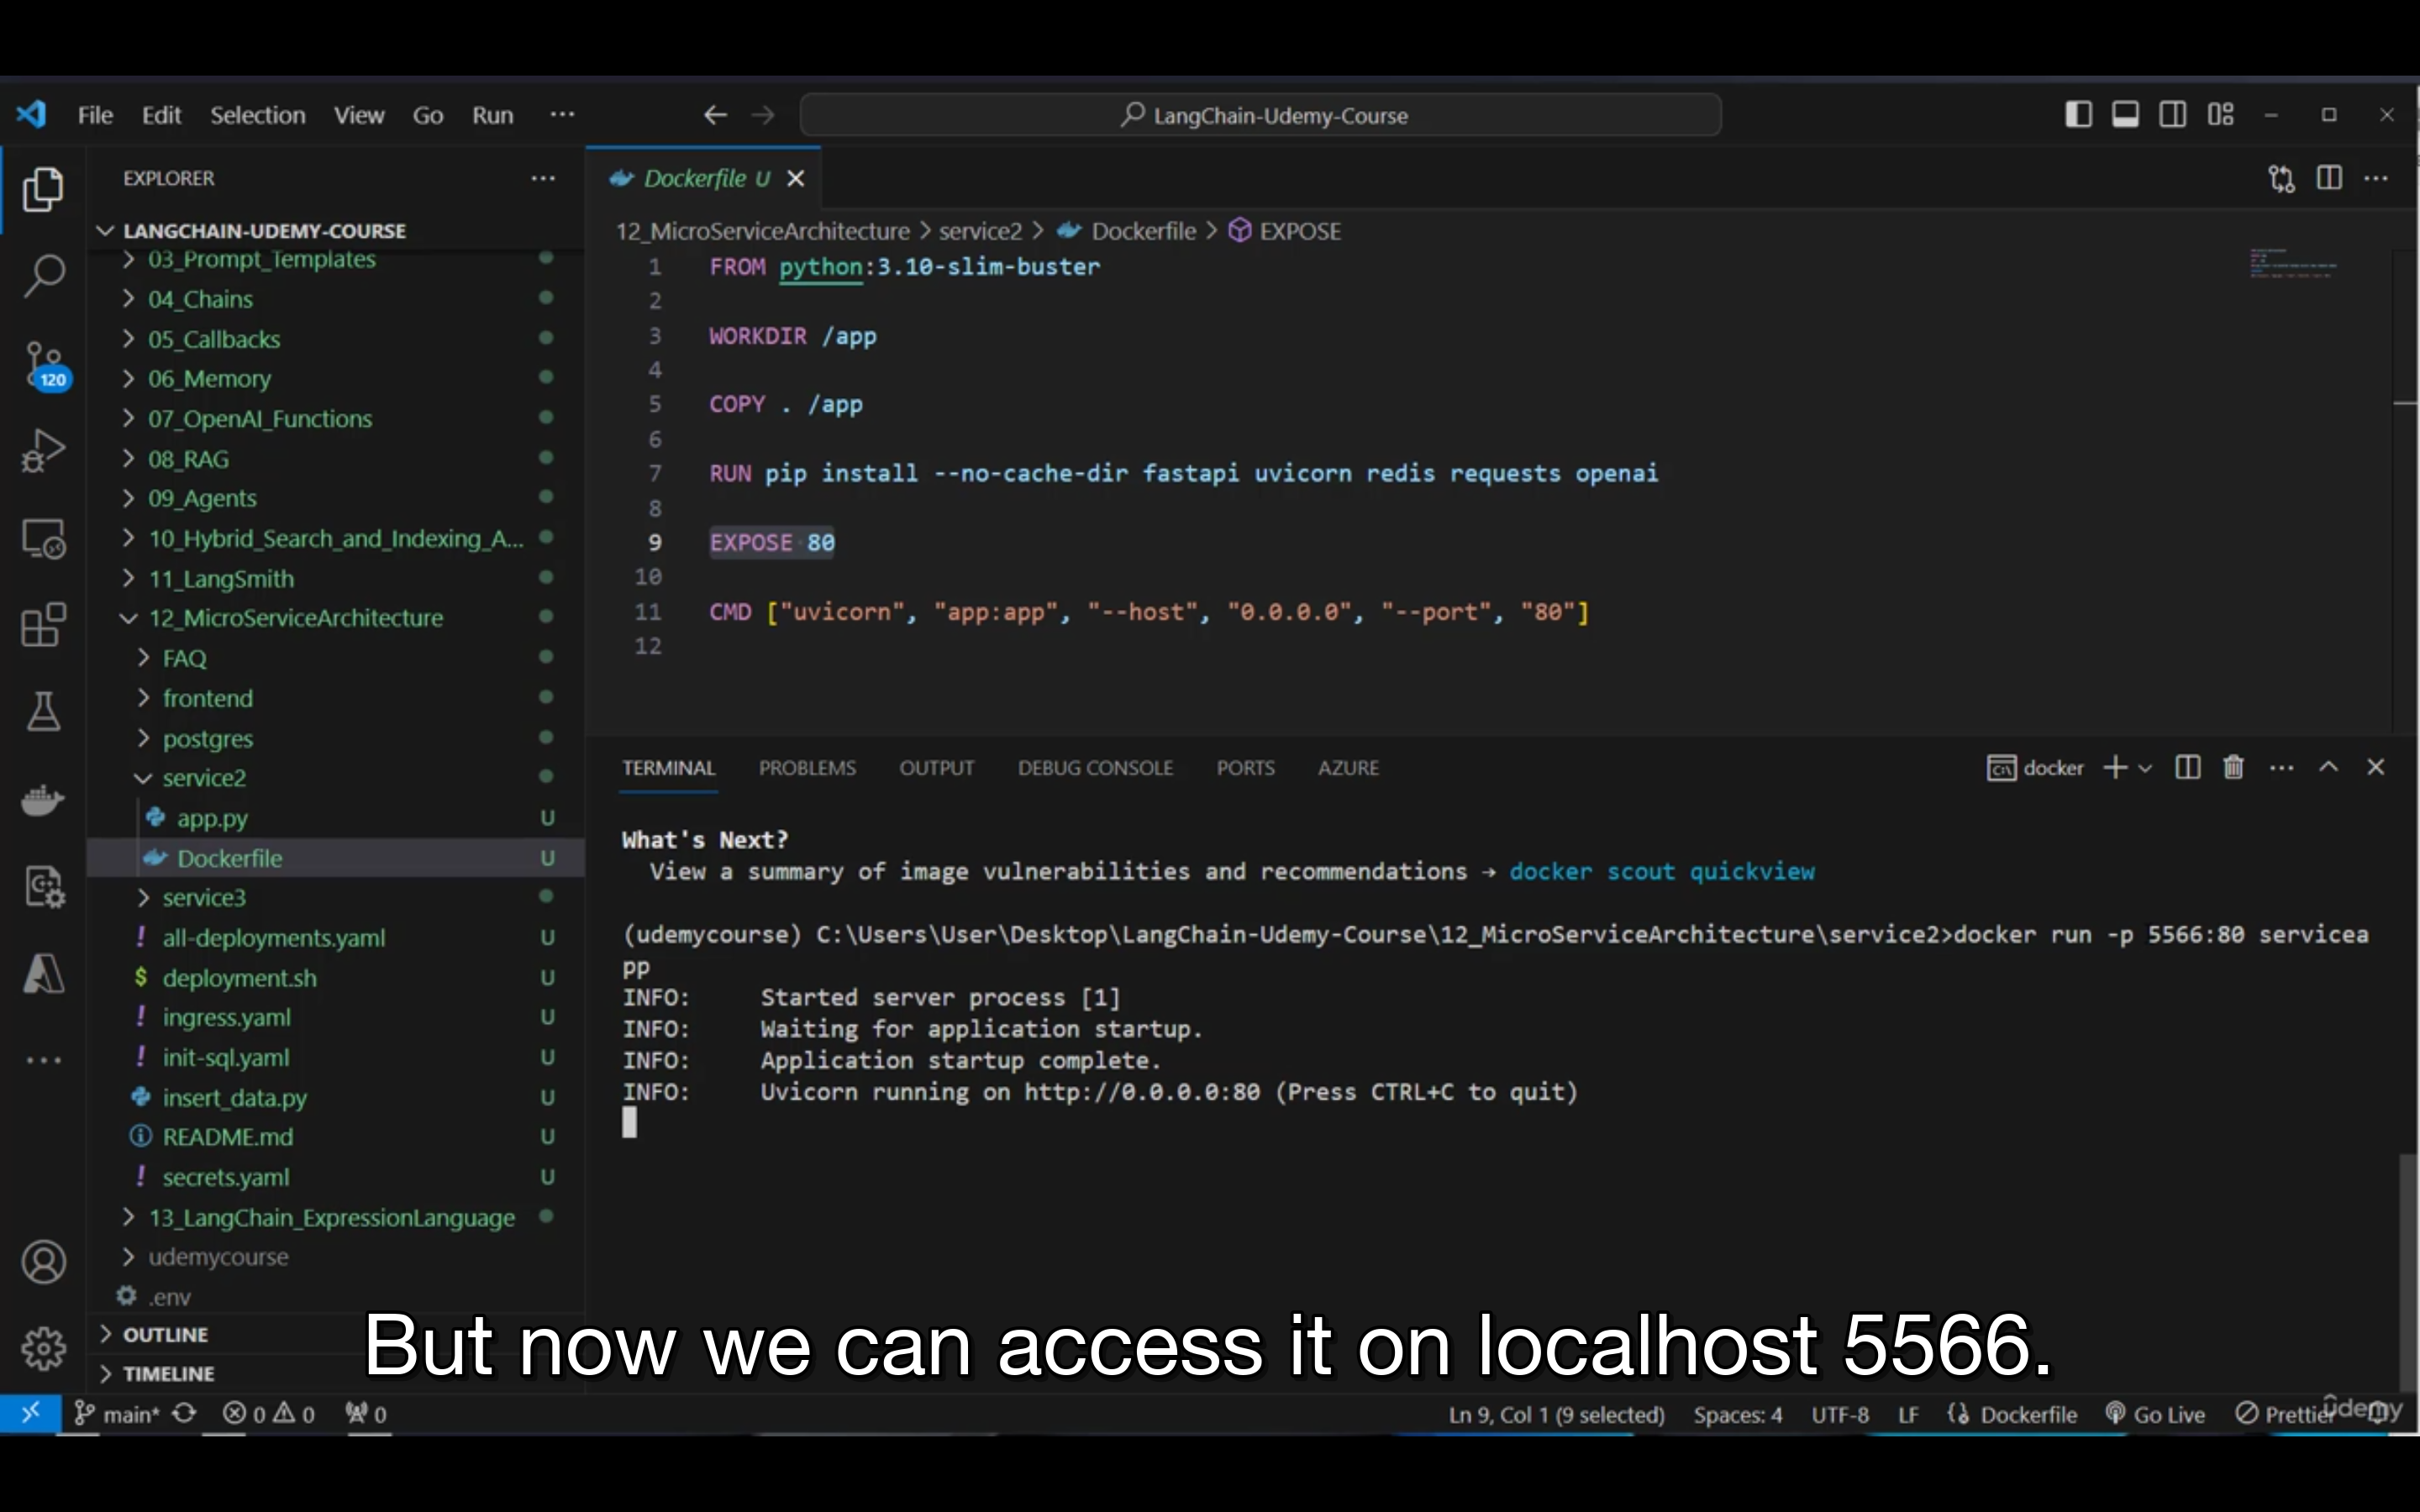 File Edit Selection View Go Run ···
LangChain-Udemy-Course
EXPLORER
LANGCHAIN-UDEMY-COURSE
03_Prompt_Templates
04_Chains
05_Callbacks
06_Memory
07_OpenAI_Functions
08_RAG
09_Agents
10_Hybrid_Search_and_Indexing_A...
11_LangSmith
12_MicroServiceArchitecture
FAQ
frontend
postgres
service2
app.py U
Dockerfile U
service3
! all-deployments.yaml U
$ deployment.sh U
! ingress.yaml U
! init-sql.yaml U
insert_data.py U
README.md U
! secrets.yaml U
13_LangChain_ExpressionLanguage
udemycourse
.env
OUTLINE
TIMELINE
120
Dockerfile U
12_MicroServiceArchitecture > service2 > Dockerfile > EXPOSE
1 FROM python:3.10-slim-buster
2
3 WORKDIR /app
4
5 COPY . /app
6
7 RUN pip install --no-cache-dir fastapi uvicorn redis requests openai
8
9 EXPOSE 80
10
11 CMD ["uvicorn", "app:app", "--host", "0.0.0.0", "--port", "80"]
12
TERMINAL PROBLEMS OUTPUT DEBUG CONSOLE PORTS AZURE
docker
What's Next?
View a summary of image vulnerabilities and recommendations → docker scout quickview
(udemycourse) C:\Users\User\Desktop\LangChain-Udemy-Course\12_MicroServiceArchitecture\service2>docker run -p 5566:80 servicea
pp
INFO: Started server process [1]
INFO: Waiting for application startup.
INFO: Application startup complete.
INFO: Uvicorn running on http://0.0.0.0:80 (Press CTRL+C to quit)
But now we can access it on localhost 5566.
main* 0 0 0
Ln 9, Col 1 (9 selected) Spaces: 4 UTF-8 LF Dockerfile Go Live Prettier
ûdemy